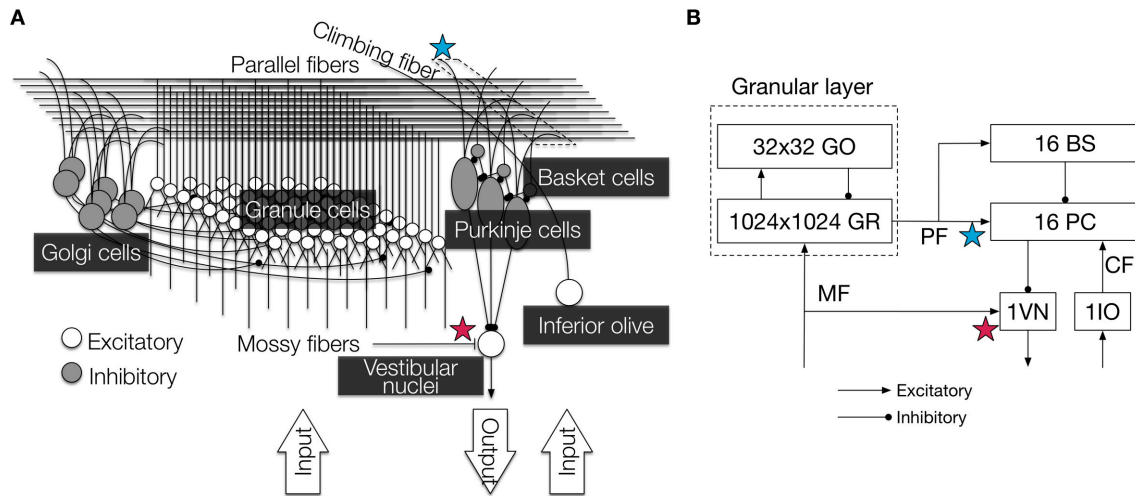 A
Climbing fiber
Parallel fibers
Basket cells
Granule cells
Purkinje cells
Golgi cells
Inferior olive
Excitatory
Mossy fibers
Inhibitory
Vestibular
nuclei
Input
Output
Input
B
Granular layer
32x32 GO
16 BS
1024x1024 GR
16 PC
PF
CF
MF
1VN
1IO
Excitatory
Inhibitory